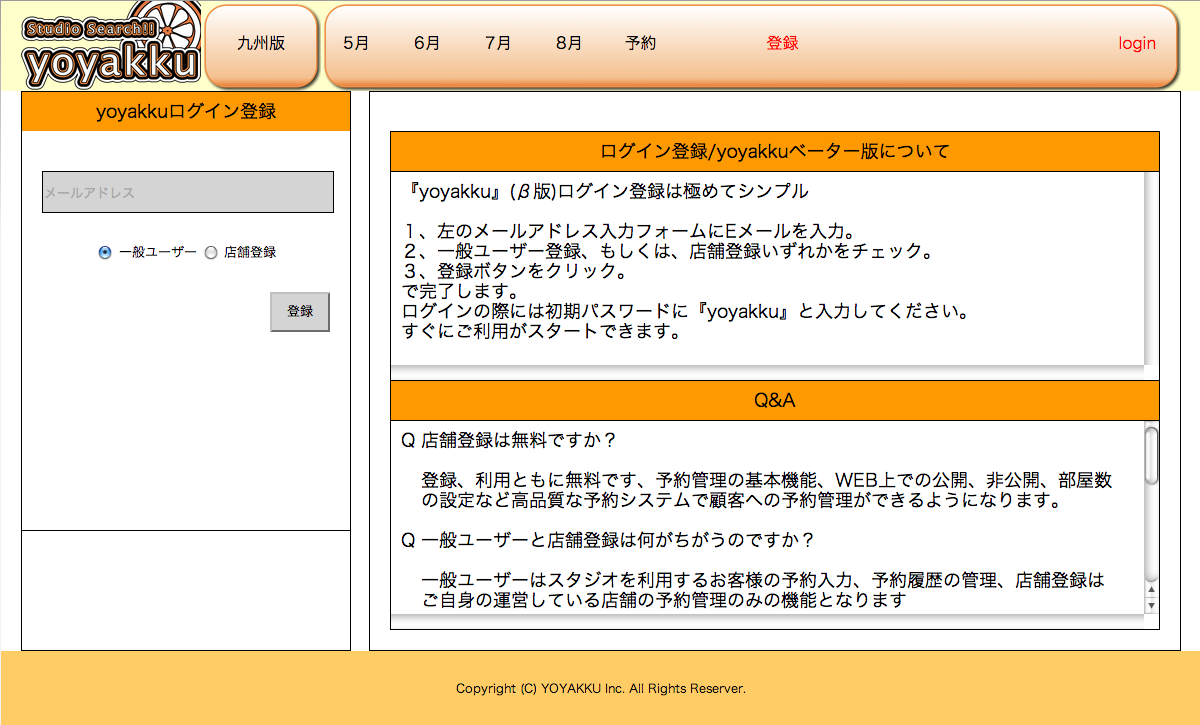 Studio Search!!
yoyakku
九州版
5月 6月 7月 8月 予約 登録 login
yoyakkuログイン登録
メールアドレス
一般ユーザー 店舗登録
登録
ログイン登録/yoyakkuベーター版について
『yoyakku』(β版)ログイン登録は極めてシンプル
１、左のメールアドレス入力フォームにEメールを入力。
２、一般ユーザー登録、もしくは、店舗登録いずれかをチェック。
３、登録ボタンをクリック。
で完了します。
ログインの際には初期パスワードに『yoyakku』と入力してください。
すぐにご利用がスタートできます。
Q&A
Q 店舗登録は無料ですか？
登録、利用ともに無料です、予約管理の基本機能、WEB上での公開、非公開、部屋数
の設定など高品質な予約システムで顧客への予約管理ができるようになります。
Q 一般ユーザーと店舗登録は何がちがうのですか？
一般ユーザーはスタジオを利用するお客様の予約入力、予約履歴の管理、店舗登録は
ご自身の運営している店舗の予約管理のみの機能となります
Copyright (C) YOYAKKU Inc. All Rights Reserver.